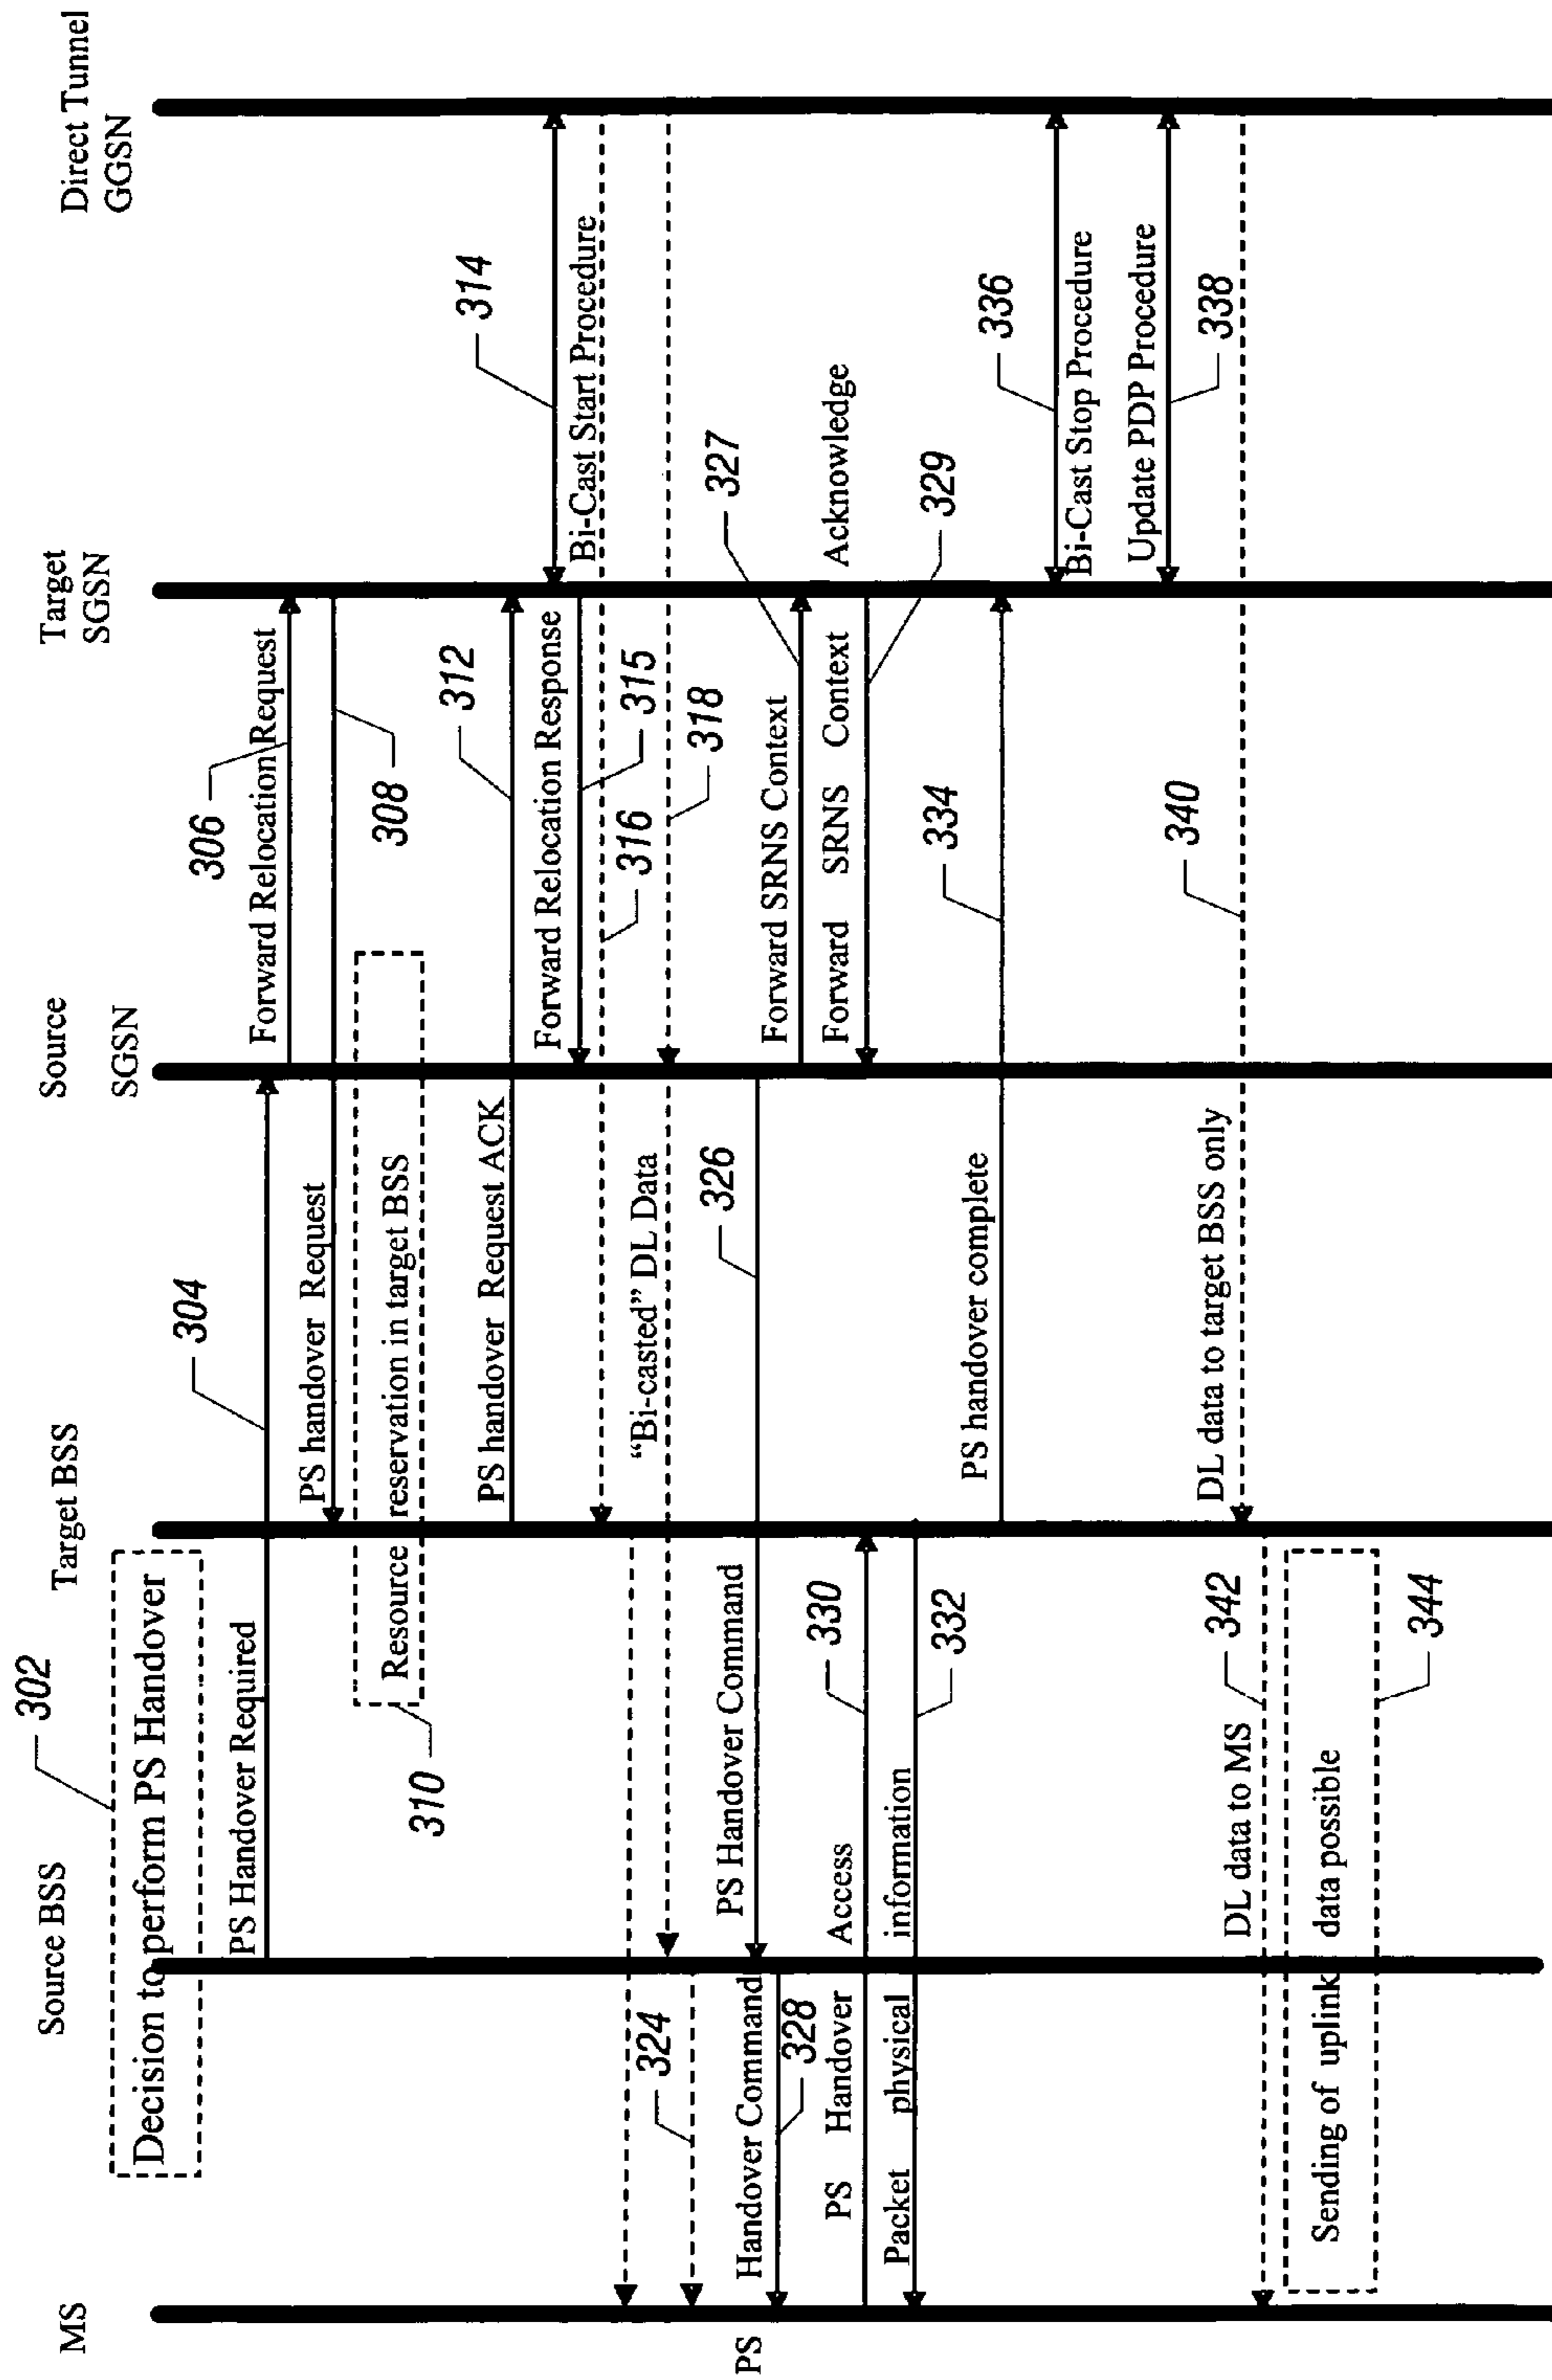 MS
Source BSS
Target BSS
Source
SGSN
Target
SGSN
Direct Tunnel
GGSN
302
Decision to perform PS Handover
PS Handover Required
304
Forward Relocation Request
306
PS handover Request
308
Resource reservation in target BSS
310
PS handover Request ACK
312
314
Bi-Cast Start Procedure
Forward Relocation Response
315
316
"Bi-casted" DL Data
318
324
PS Handover Command
326
PS Handover Command
328
Forward SRNS Context
327
Forward SRNS Context Acknowledge
329
PS Handover Access
330
Packet physical information
332
PS handover complete
334
336
Bi-Cast Stop Procedure
Update PDP Procedure
338
DL data to target BSS only
340
DL data to MS
342
Sending of uplink data possible
344